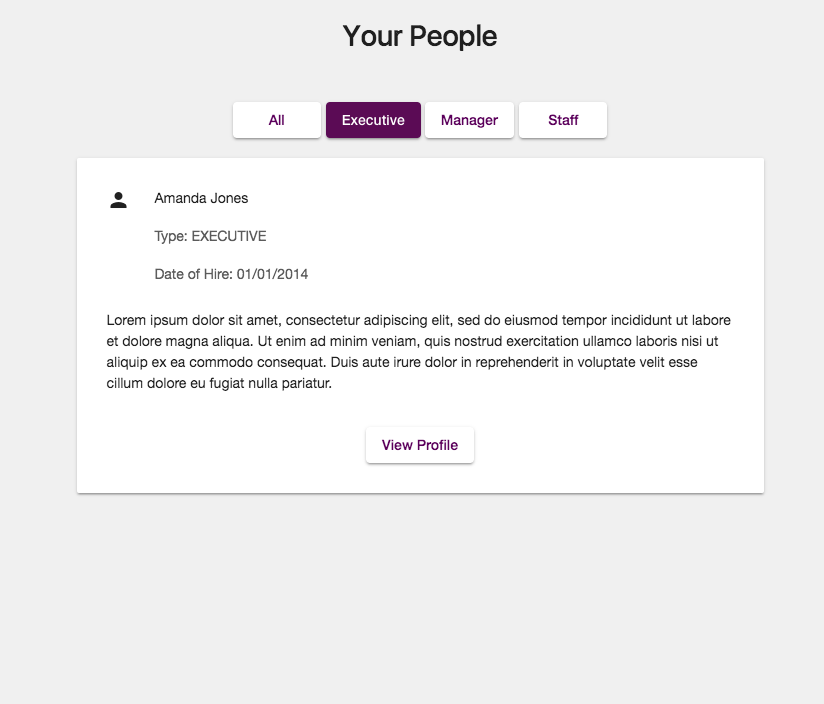 Your People
All
Executive
Manager
Staff
Amanda Jones
Type: EXECUTIVE
Date of Hire: 01/01/2014
Lorem ipsum dolor sit amet, consectetur adipiscing elit, sed do eiusmod tempor incididunt ut labore
et dolore magna aliqua. Ut enim ad minim veniam, quis nostrud exercitation ullamco laboris nisi ut
aliquip ex ea commodo consequat. Duis aute irure dolor in reprehenderit in voluptate velit esse
cillum dolore eu fugiat nulla pariatur.
View Profile